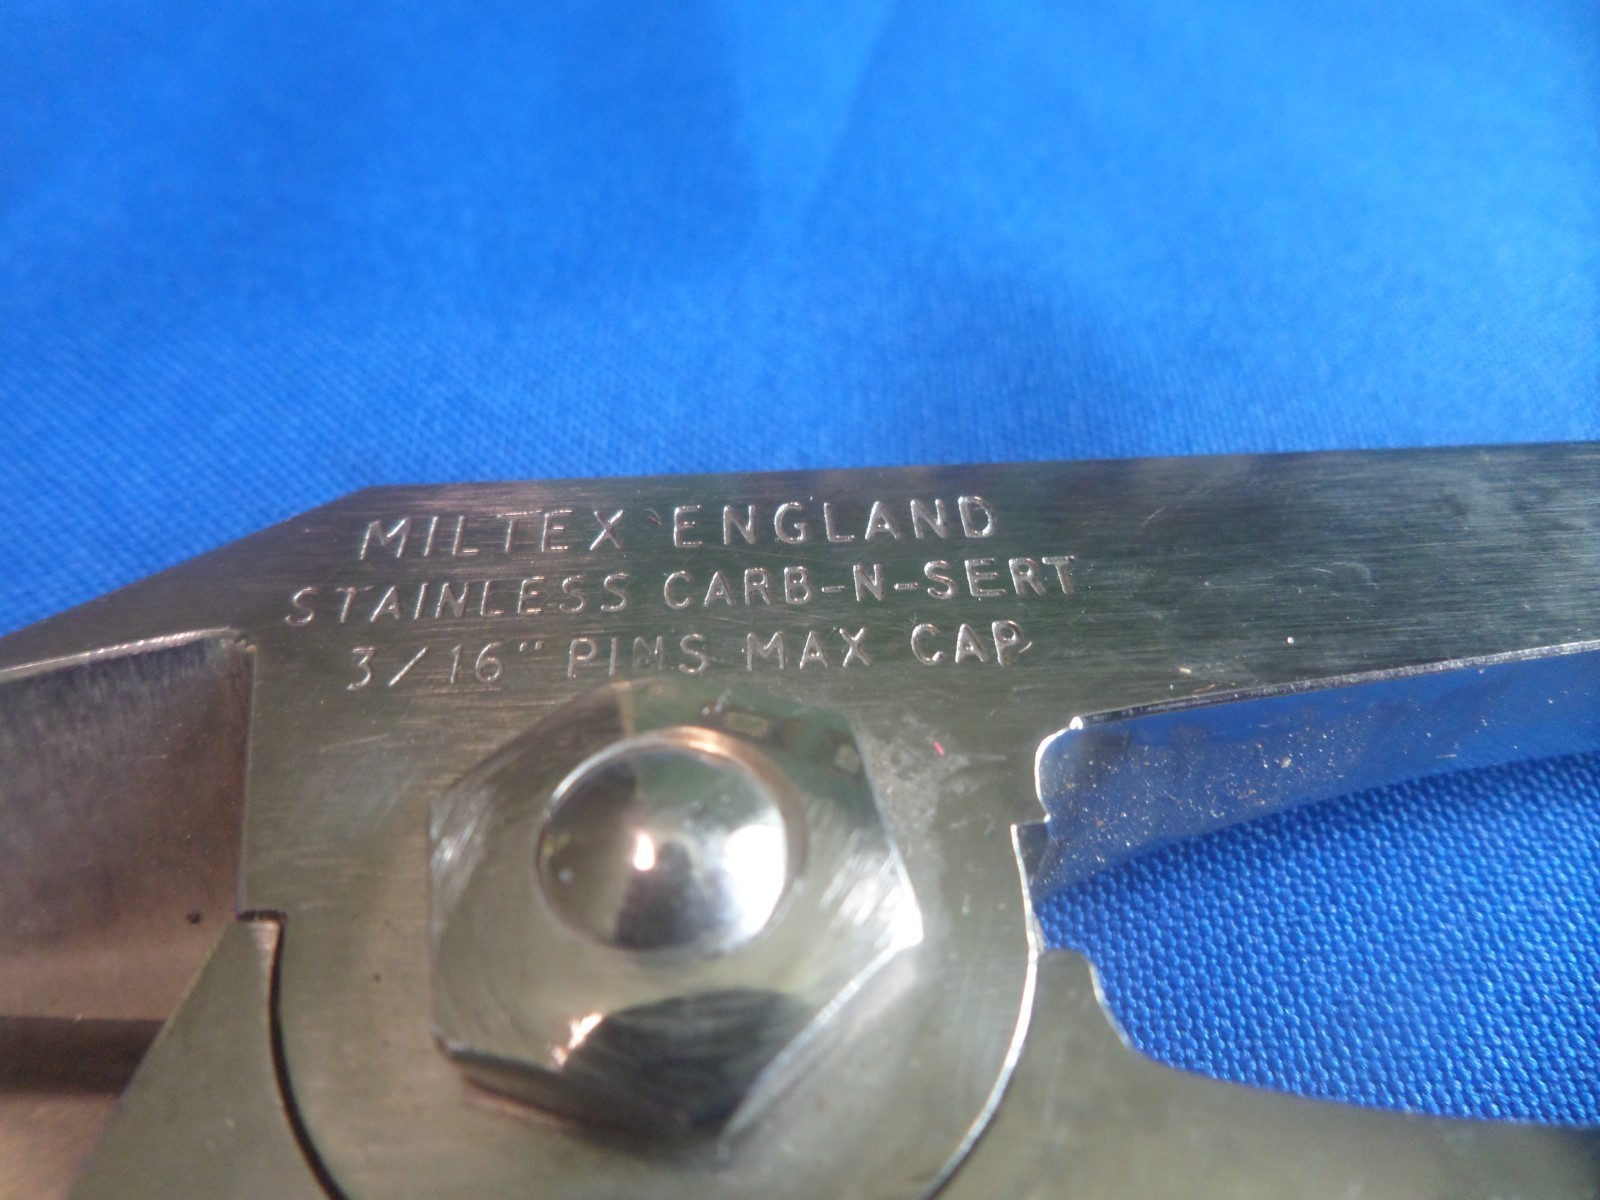 MILTEX ENGLAND
STAINLESS CARB-N-SERT
3/16" PINS MAX CAP